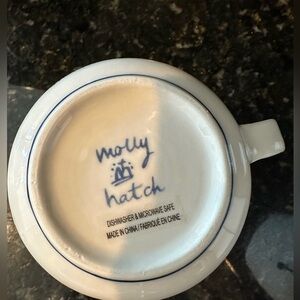 molly
hatch
DISHWASHER & MICROWAVE SAFE
MADE IN CHINA / FABRIQUÉ EN CHINE